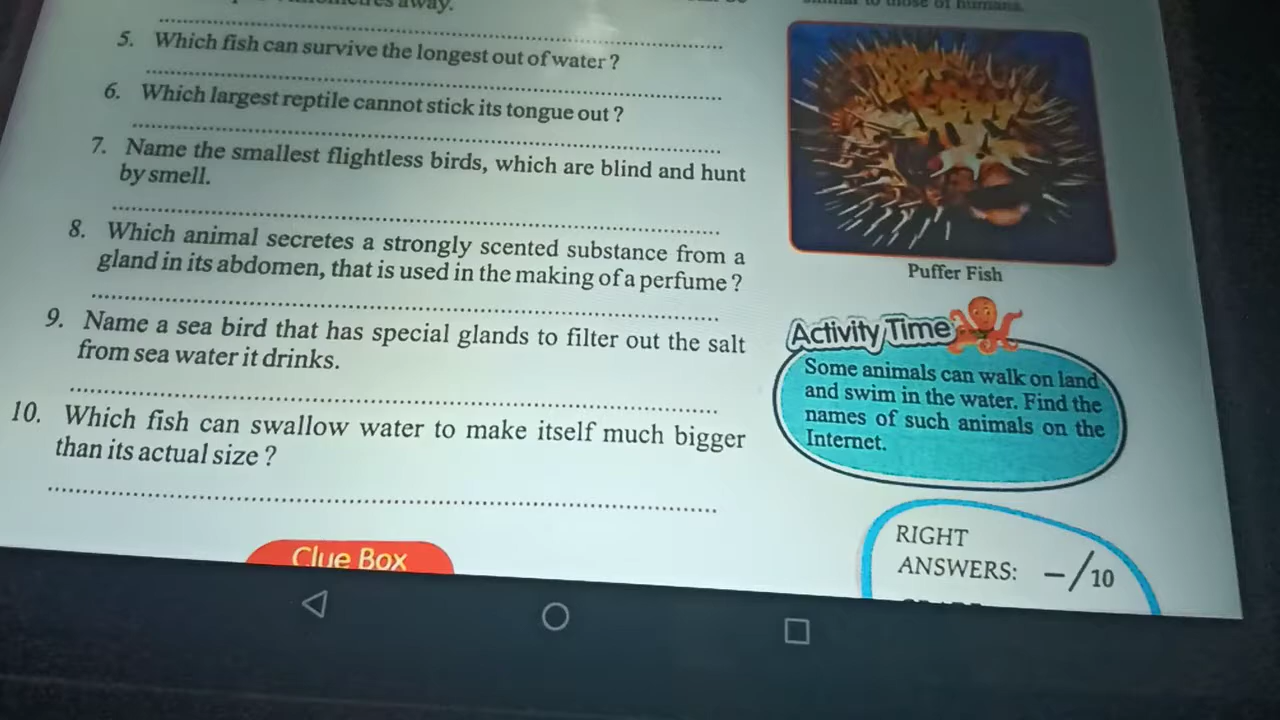 away.
5. Which fish can survive the longest out of water ?
6. Which largest reptile cannot stick its tongue out ?
7. Name the smallest flightless birds, which are blind and hunt
by smell.
8. Which animal secretes a strongly scented substance from a
gland in its abdomen, that is used in the making of a perfume ?
9. Name a sea bird that has special glands to filter out the salt
from sea water it drinks.
10. Which fish can swallow water to make itself much bigger
than its actual size ?
Clue Box
to those of humans.
Puffer Fish
Activity Time
Some animals can walk on land
and swim in the water. Find the
names of such animals on the
Internet.
RIGHT
ANSWERS: –/10